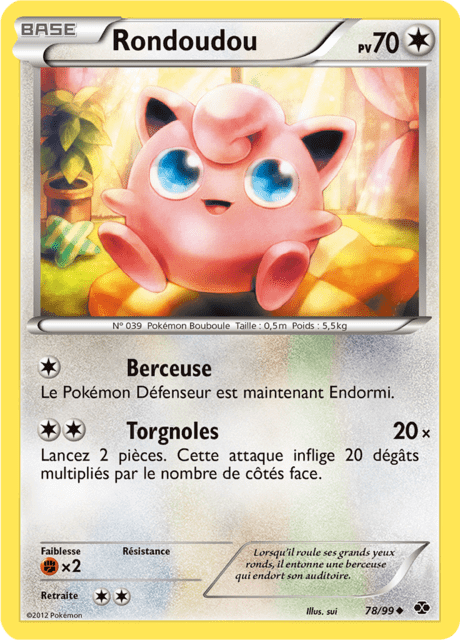 BASE Rondoudou PV70
N° 039 Pokémon Bouboule Taille : 0,5m Poids : 5,5kg
Berceuse
Le Pokémon Défenseur est maintenant Endormi.
Torgnoles 20×
Lancez 2 pièces. Cette attaque inflige 20 dégâts
multipliés par le nombre de côtés face.
Faiblesse Résistance
×2
Lorsqu'il roule ses grands yeux
ronds, il entonne une berceuse
qui endort son auditoire.
Retraite
©2012 Pokémon Illus. sui 78/99